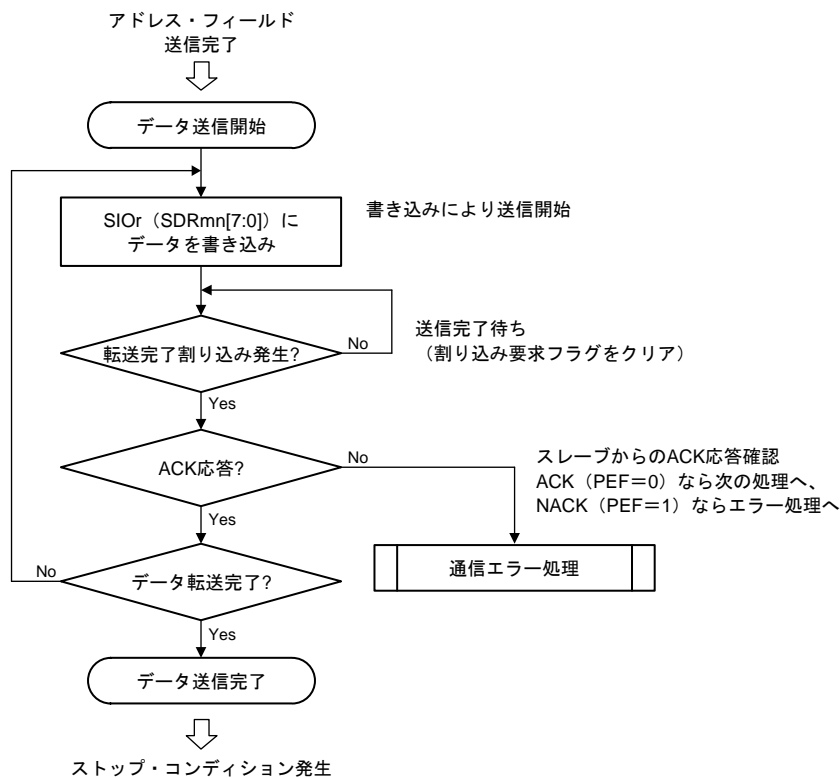 アドレス・フィールド
送信完了
データ送信開始
SIOr（SDRmn[7:0]）に
データを書き込み
書き込みにより送信開始
転送完了割り込み発生?
No
送信完了待ち
（割り込み要求フラグをクリア）
Yes
ACK応答?
No
スレーブからのACK応答確認
ACK（PEF＝0）なら次の処理へ、
NACK（PEF＝1）ならエラー処理へ
Yes
通信エラー処理
No
データ転送完了?
Yes
データ送信完了
ストップ・コンディション発生